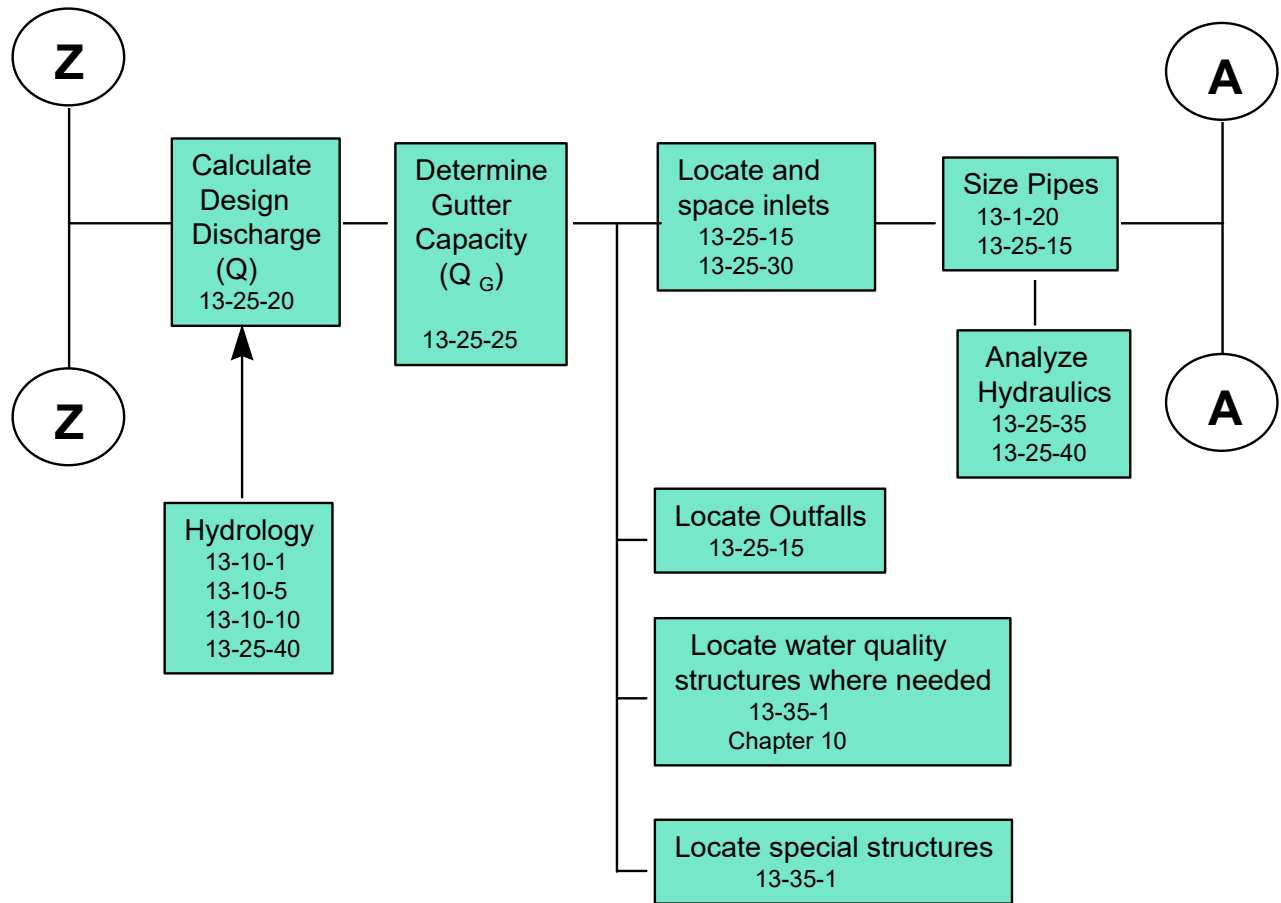 Z
Z
Calculate
Design
Discharge
(Q)
13-25-20
Hydrology
13-10-1
13-10-5
13-10-10
13-25-40
Determine
Gutter
Capacity
(Q G)
13-25-25
Locate and
space inlets
13-25-15
13-25-30
Locate Outfalls
13-25-15
Locate water quality
structures where needed
13-35-1
Chapter 10
Locate special structures
13-35-1
Size Pipes
13-1-20
13-25-15
Analyze
Hydraulics
13-25-35
13-25-40
A
A